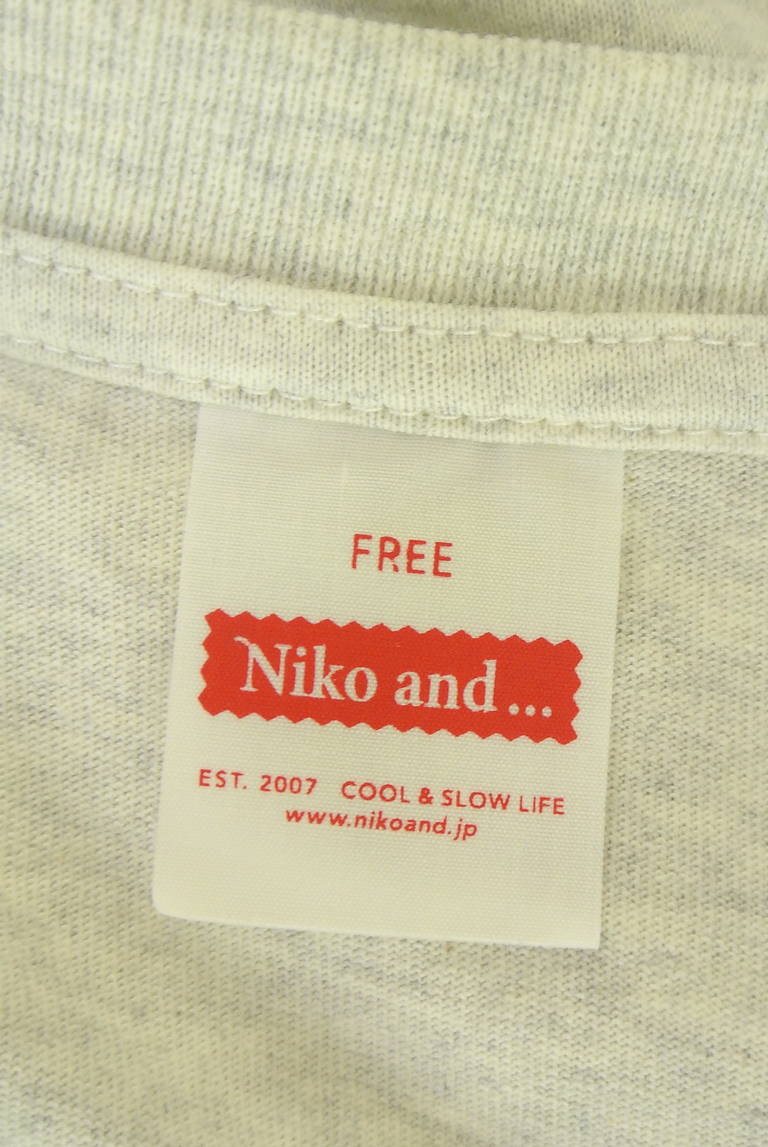 FREE
Niko and...
EST. 2007 COOL & SLOW LIFE
www.nikoand.jp